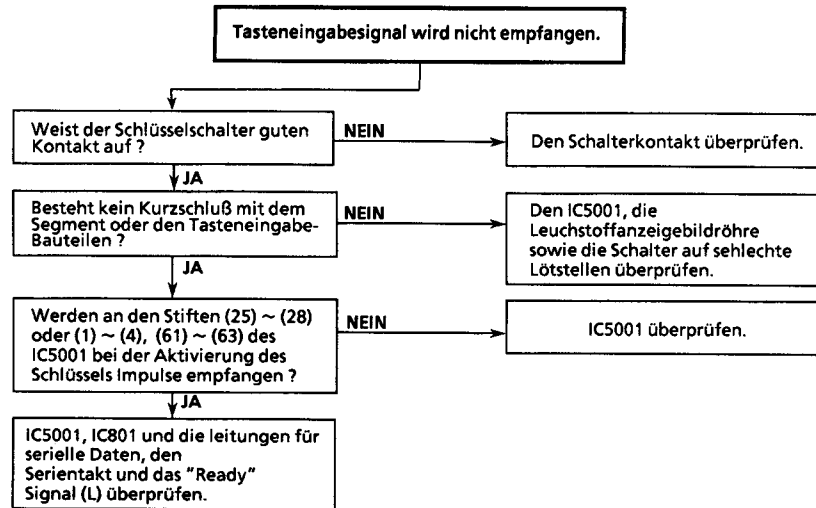 Tasteneingabesignal wird nicht empfangen.
Weist der Schlüsselschalter guten
Kontakt auf ?
NEIN
Den Schalterkontakt überprüfen.
JA
Besteht kein Kurzschluß mit dem
Segment oder den Tasteneingabe-
Bauteilen ?
NEIN
Den IC5001, die
Leuchstoffanzeigebildröhre
sowie die Schalter auf sehlechte
Lötstellen überprüfen.
JA
Werden an den Stiften (25) ~ (28)
oder (1) ~ (4), (61) ~ (63) des
IC5001 bei der Aktivierung des
Schlüssels Impulse empfangen ?
NEIN
IC5001 überprüfen.
JA
IC5001, IC801 und die leitungen für
serielle Daten, den
Serientakt und das "Ready"
Signal (L) überprüfen.